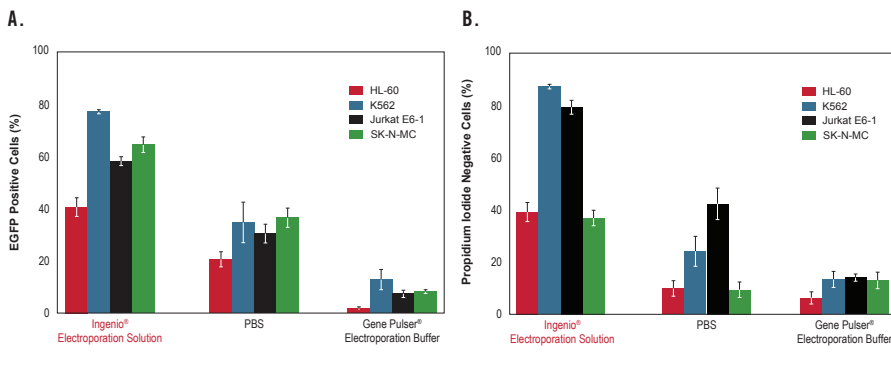 A.
EGFP Positive Cells (%)
100
80
60
40
20
0
HL-60
K562
Jurkat E6-1
SK-N-MC
Ingenio®
Electroporation Solution
PBS
Gene Pulser®
Electroporation Buffer
B.
Propidium Iodide Negative Cells (%)
100
80
60
40
20
0
HL-60
K562
Jurkat E6-1
SK-N-MC
Ingenio®
Electroporation Solution
PBS
Gene Pulser®
Electroporation Buffer